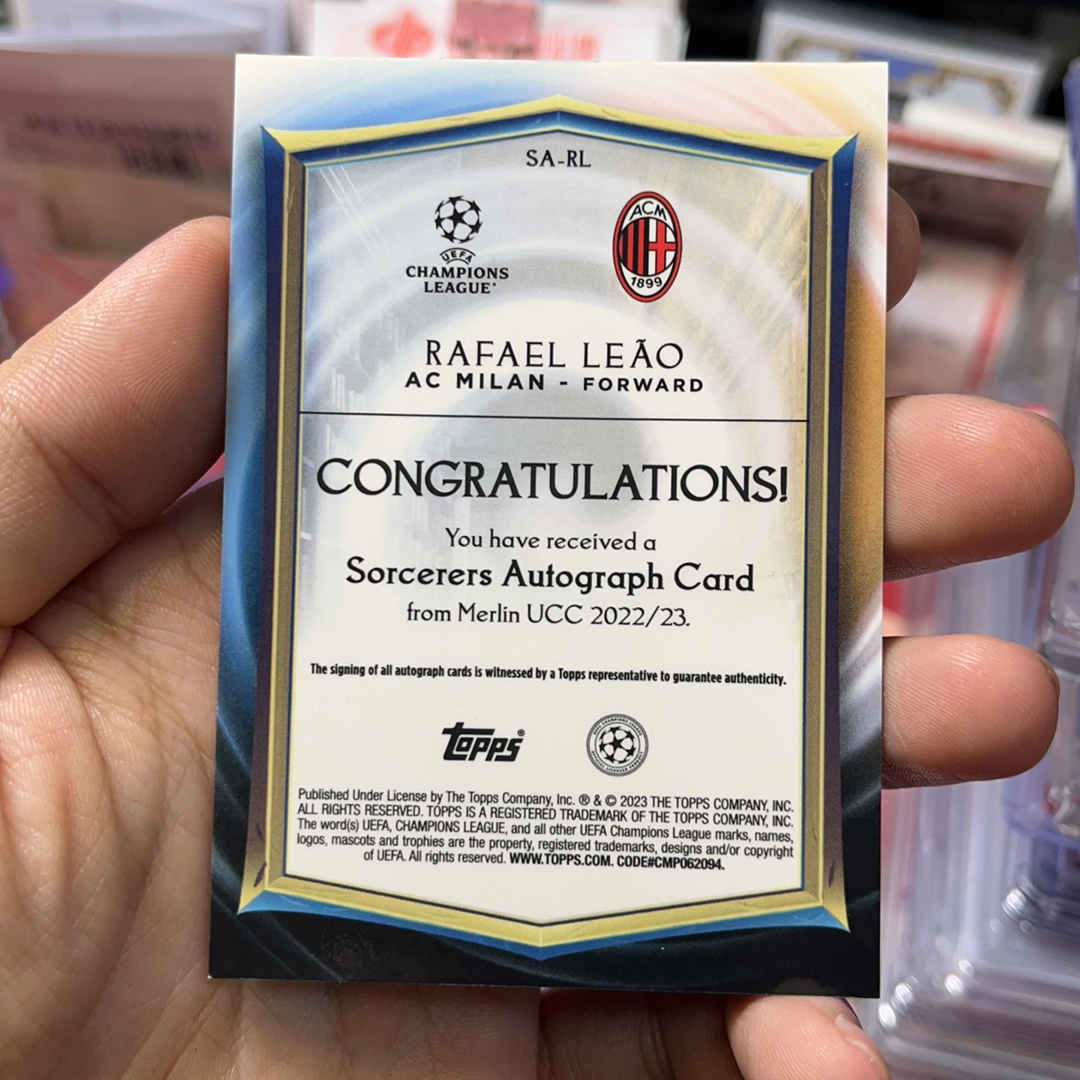 SA-RL
UEFA
CHAMPIONS
LEAGUE®
ACM
1899
RAFAEL LEÃO
AC MILAN - FORWARD
CONGRATULATIONS!
You have received a
Sorcerers Autograph Card
from Merlin UCC 2022/23.
The signing of all autograph cards is witnessed by a Topps representative to guarantee authenticity.
topps®
Published Under License by The Topps Company, Inc. ® & © 2023 THE TOPPS COMPANY, INC.
ALL RIGHTS RESERVED. TOPPS IS A REGISTERED TRADEMARK OF THE TOPPS COMPANY, INC.
The word(s) UEFA, CHAMPIONS LEAGUE, and all other UEFA Champions League marks, names,
logos, mascots and trophies are the property, registered trademarks, designs and/or copyright
of UEFA. All rights reserved. WWW.TOPPS.COM. CODE#CMP062094.